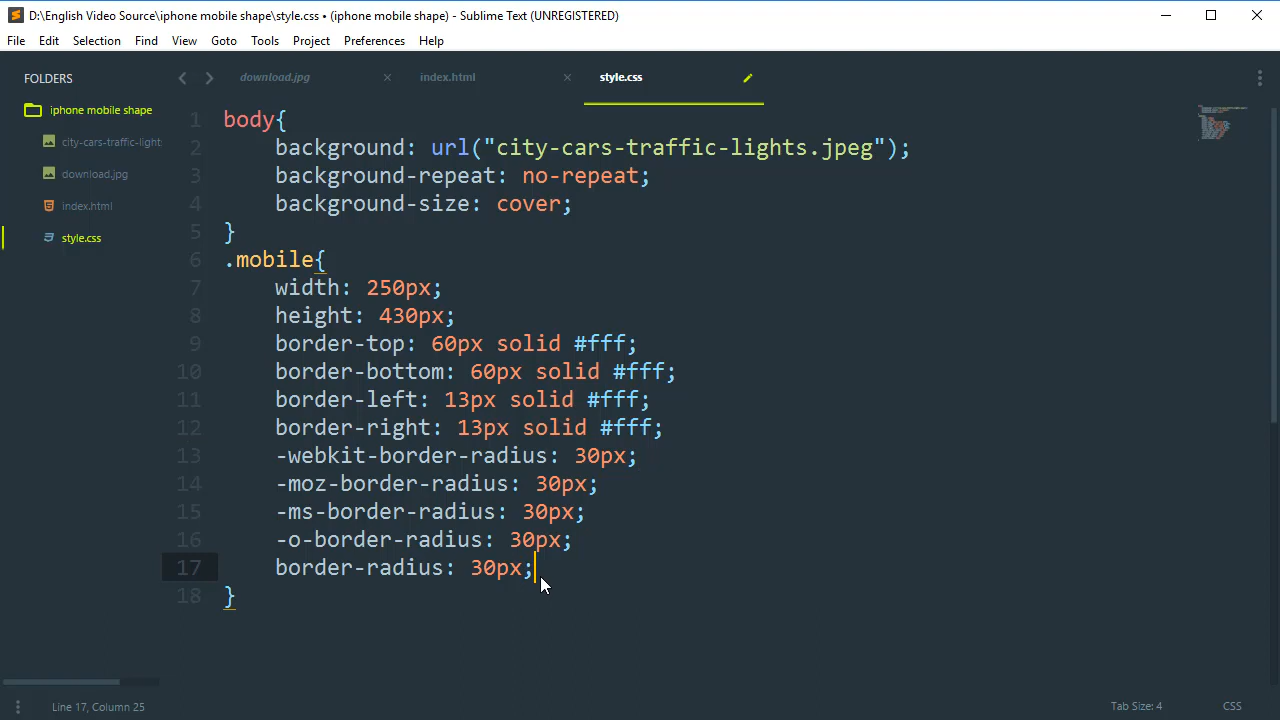 D:\English Video Source\iphone mobile shape\style.css • (iphone mobile shape) - Sublime Text (UNREGISTERED)
File Edit Selection Find View Goto Tools Project Preferences Help
FOLDERS
iphone mobile shape
city-cars-traffic-light
download.jpg
index.html
style.css
download.jpg index.html style.css
1 body{
2 background: url("city-cars-traffic-lights.jpeg");
3 background-repeat: no-repeat;
4 background-size: cover;
5 }
6 .mobile{
7 width: 250px;
8 height: 430px;
9 border-top: 60px solid #fff;
10 border-bottom: 60px solid #fff;
11 border-left: 13px solid #fff;
12 border-right: 13px solid #fff;
13 -webkit-border-radius: 30px;
14 -moz-border-radius: 30px;
15 -ms-border-radius: 30px;
16 -o-border-radius: 30px;
17 border-radius: 30px;
18 }
Line 17, Column 25 Tab Size: 4 CSS